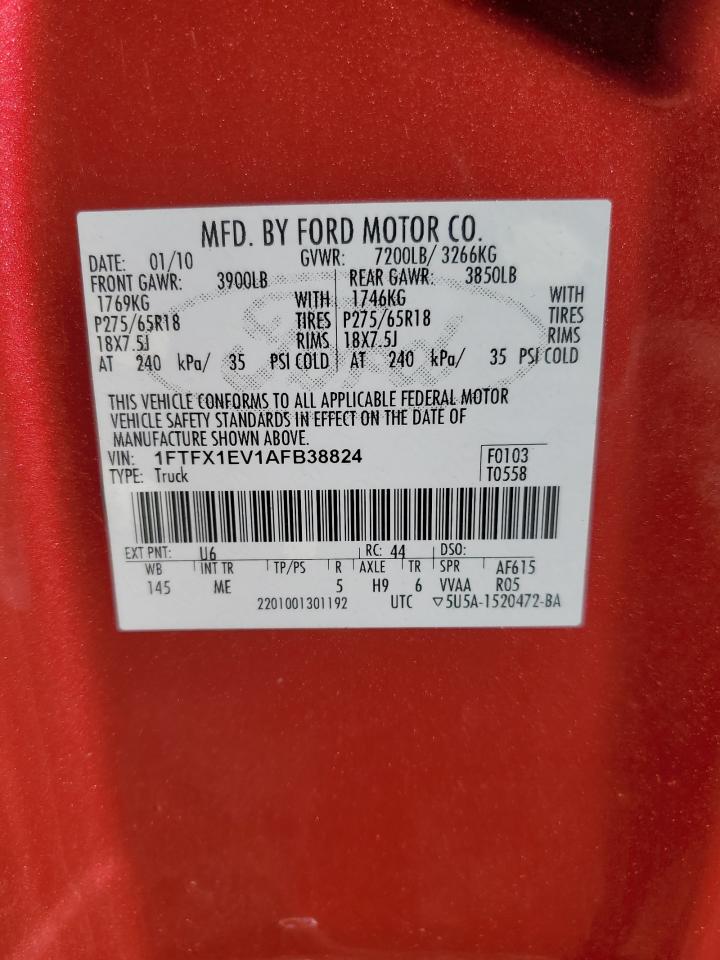 MFD. BY FORD MOTOR CO.
DATE: 01/10 GVWR: 7200LB/ 3266KG
FRONT GAWR: 3900LB REAR GAWR: 3850LB
1769KG WITH 1746KG WITH
P275/65R18 TIRES P275/65R18 TIRES
18X7.5J RIMS 18X7.5J RIMS
AT 240 kPa/ 35 PSI COLD AT 240 kPa/ 35 PSI COLD
Ford
THIS VEHICLE CONFORMS TO ALL APPLICABLE FEDERAL MOTOR
VEHICLE SAFETY STANDARDS IN EFFECT ON THE DATE OF
MANUFACTURE SHOWN ABOVE.
VIN: 1FTFX1EV1AFB38824 F0103
TYPE: Truck T0558
EXT PNT: U6 RC: 44 DSO:
WB INT TR TP/PS R AXLE TR SPR AF615
145 ME 5 H9 6 VVAA R05
2201001301192 UTC ▽5U5A-1520472-BA